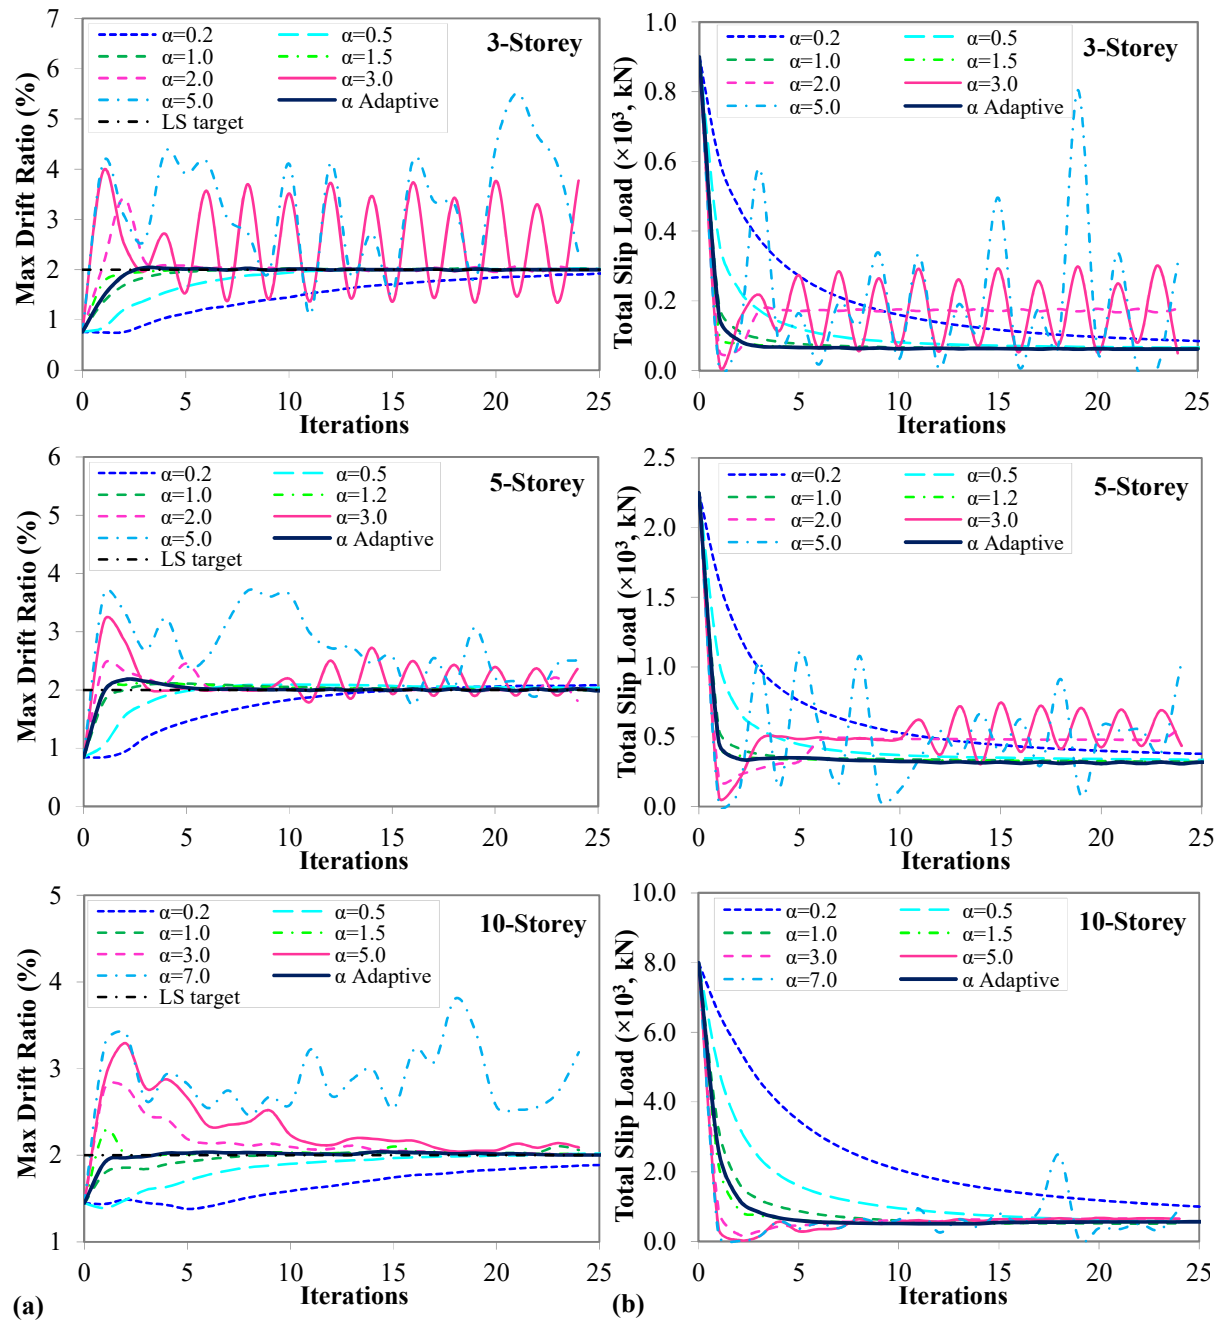 7
6
5
4
3
2
1
0
Max Drift Ratio (%)
α=0.2
α=0.5
α=1.0
α=1.5
α=2.0
α=3.0
α=5.0
α Adaptive
LS target
3-Storey
0 5 10 15 20 25
Iterations
1.0
0.8
0.6
0.4
0.2
0.0
Total Slip Load (×10³, kN)
α=0.2
α=0.5
α=1.0
α=1.5
α=2.0
α=3.0
α=5.0
α Adaptive
3-Storey
0 5 10 15 20 25
Iterations
6
5
4
3
2
1
0
Max Drift Ratio (%)
α=0.2
α=0.5
α=1.0
α=1.2
α=2.0
α=3.0
α=5.0
α Adaptive
LS target
5-Storey
0 5 10 15 20 25
Iterations
2.5
2.0
1.5
1.0
0.5
0.0
Total Slip Load (×10³, kN)
α=0.2
α=0.5
α=1.0
α=1.2
α=2.0
α=3.0
α=5.0
α Adaptive
5-Storey
0 5 10 15 20 25
Iterations
5
4
3
2
1
Max Drift Ratio (%)
α=0.2
α=0.5
α=1.0
α=1.5
α=3.0
α=5.0
α=7.0
α Adaptive
LS target
10-Storey
0 5 10 15 20 25
Iterations
(a)
10.0
8.0
6.0
4.0
2.0
0.0
Total Slip Load (×10³, kN)
α=0.2
α=0.5
α=1.0
α=1.5
α=3.0
α=5.0
α=7.0
α Adaptive
10-Storey
0 5 10 15 20 25
Iterations
(b)